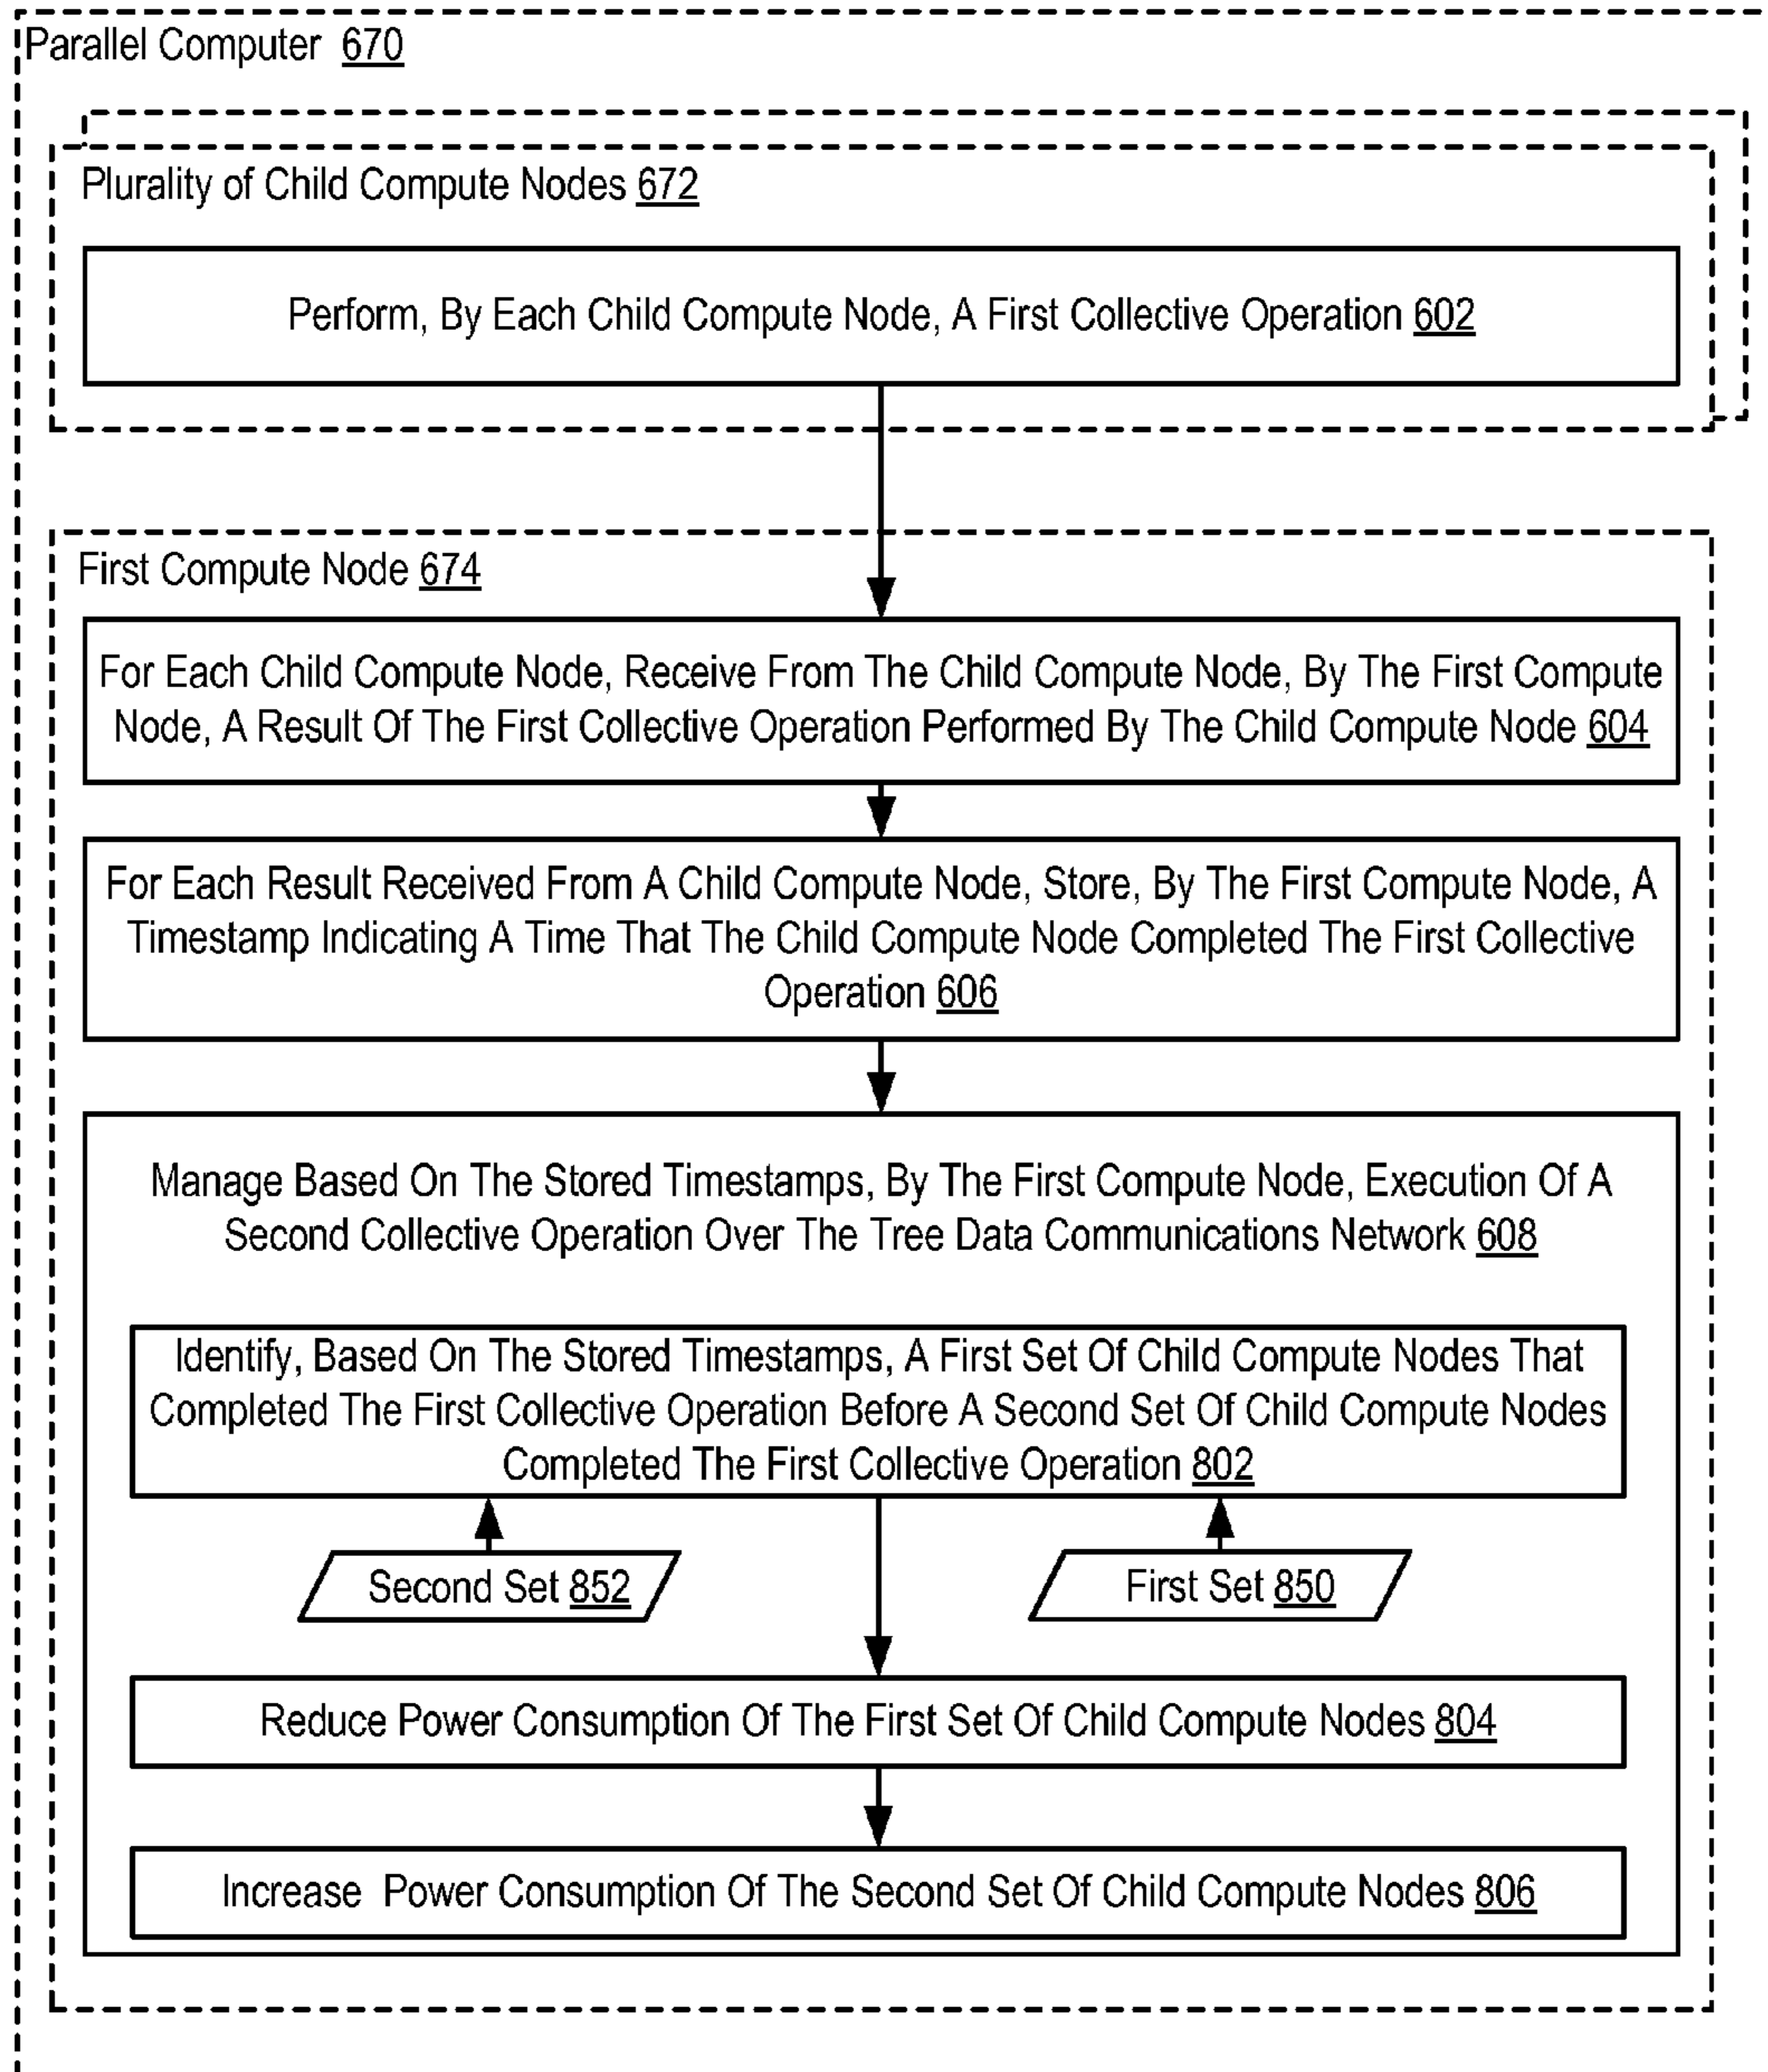 Parallel Computer 670
Plurality of Child Compute Nodes 672
Perform, By Each Child Compute Node, A First Collective Operation 602
First Compute Node 674
For Each Child Compute Node, Receive From The Child Compute Node, By The First Compute
Node, A Result Of The First Collective Operation Performed By The Child Compute Node 604
For Each Result Received From A Child Compute Node, Store, By The First Compute Node, A
Timestamp Indicating A Time That The Child Compute Node Completed The First Collective
Operation 606
Manage Based On The Stored Timestamps, By The First Compute Node, Execution Of A
Second Collective Operation Over The Tree Data Communications Network 608
Identify, Based On The Stored Timestamps, A First Set Of Child Compute Nodes That
Completed The First Collective Operation Before A Second Set Of Child Compute Nodes
Completed The First Collective Operation 802
Second Set 852
First Set 850
Reduce Power Consumption Of The First Set Of Child Compute Nodes 804
Increase Power Consumption Of The Second Set Of Child Compute Nodes 806